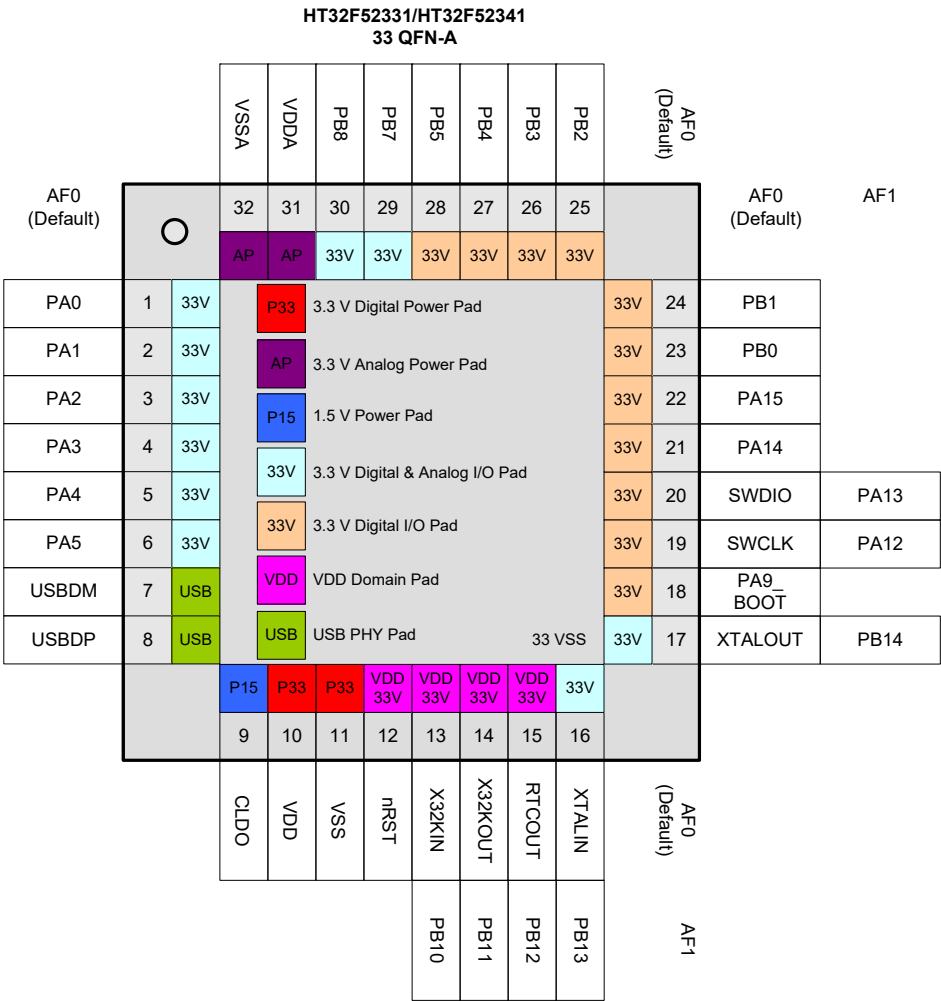 HT32F52331/HT32F52341
33 QFN-A
VSSA VDDA PB8 PB7 PB5 PB4 PB3 PB2 AF0
(Default)
AF0
(Default)
32 31 30 29 28 27 26 25
AF0
(Default)
AF1
AP AP 33V 33V 33V 33V 33V 33V
PA0 1 33V P33 3.3 V Digital Power Pad 33V 24 PB1
PA1 2 33V AP 3.3 V Analog Power Pad 33V 23 PB0
PA2 3 33V P15 1.5 V Power Pad 33V 22 PA15
PA3 4 33V 33V 3.3 V Digital & Analog I/O Pad 33V 21 PA14
PA4 5 33V 33V 3.3 V Digital I/O Pad 33V 20 SWDIO PA13
PA5 6 33V VDD VDD Domain Pad 33V 19 SWCLK PA12
USBDM 7 USB 33V 18 PA9_
BOOT
USBDP 8 USB USB USB PHY Pad 33 VSS 33V 17 XTALOUT PB14
P15 P33 P33 VDD VDD VDD VDD 33V
33V 33V 33V 33V
9 10 11 12 13 14 15 16
CLDO VDD VSS nRST X32KIN X32KOUT RTCOUT XTALIN AF0
(Default)
PB10 PB11 PB12 PB13 AF1